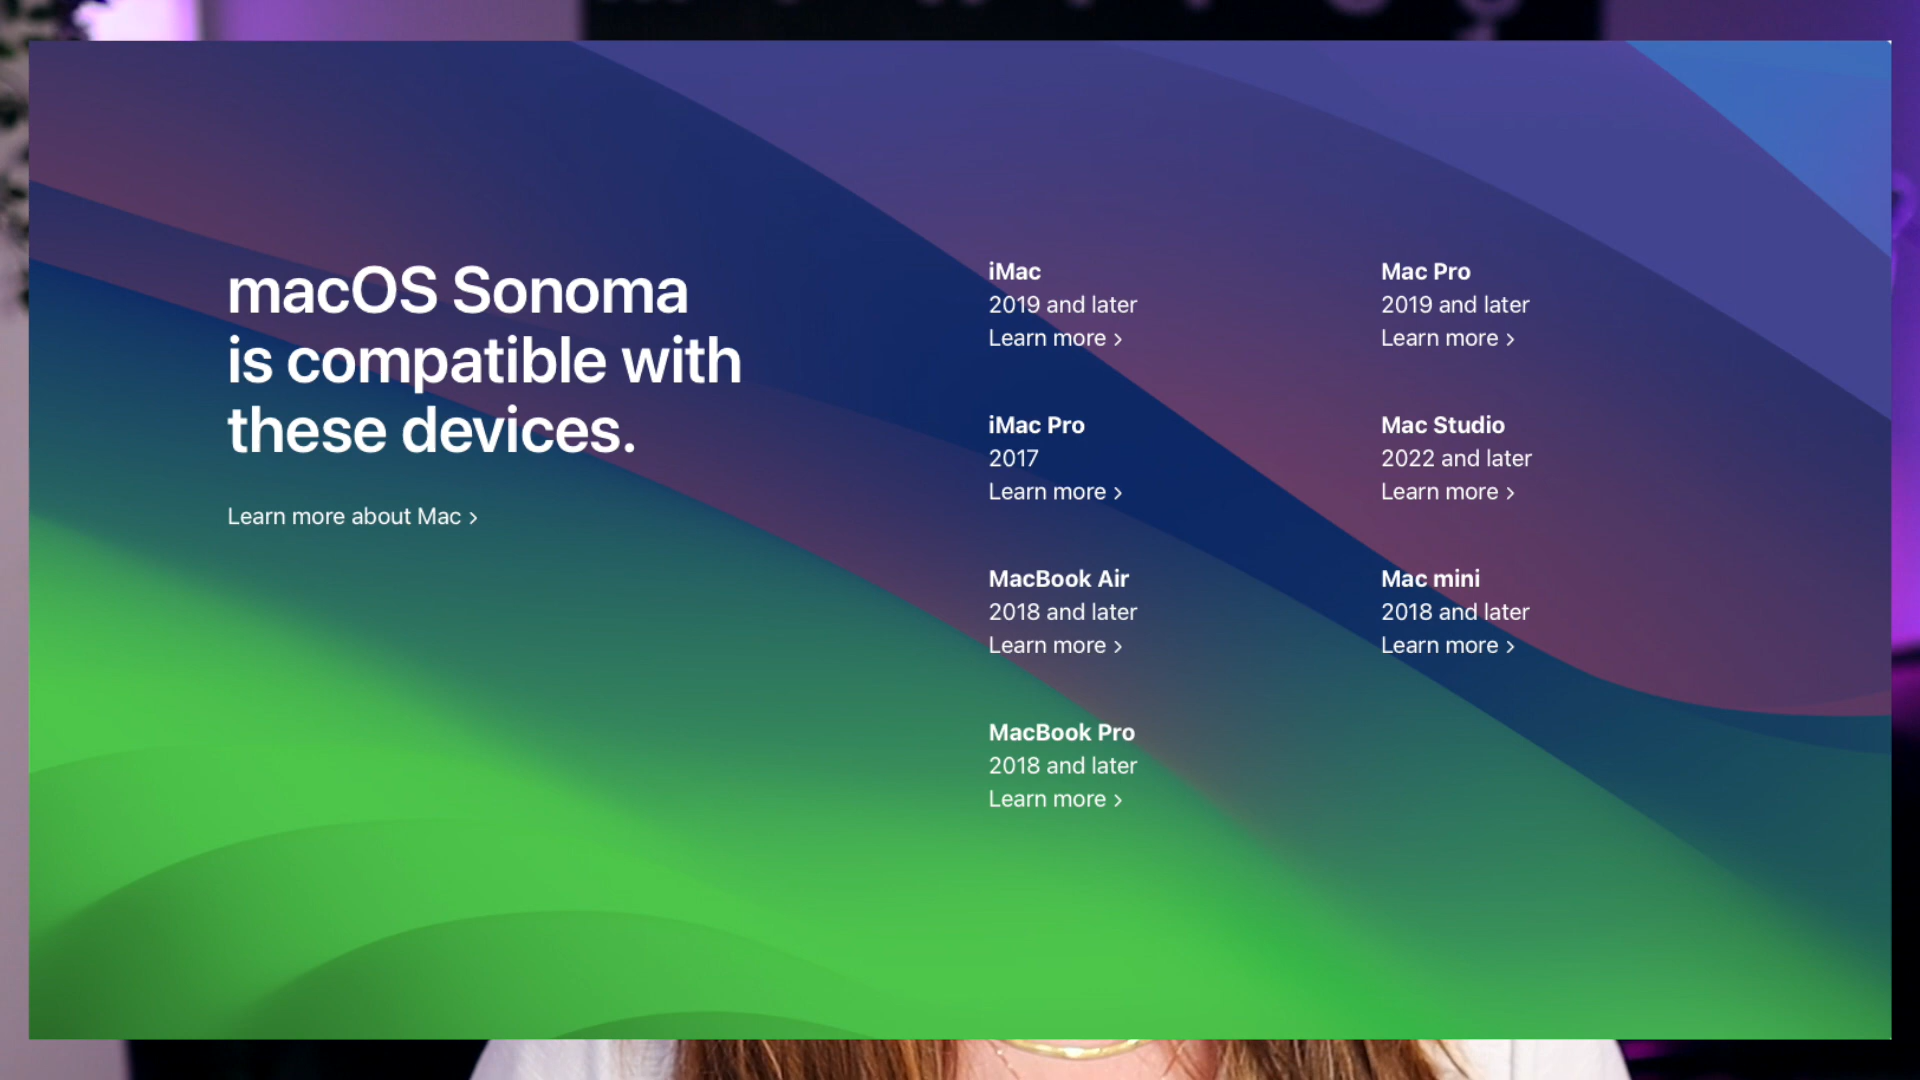 macOS Sonoma
is compatible with
these devices.
Learn more about Mac >
iMac
2019 and later
Learn more >
iMac Pro
2017
Learn more >
MacBook Air
2018 and later
Learn more >
MacBook Pro
2018 and later
Learn more >
Mac Pro
2019 and later
Learn more >
Mac Studio
2022 and later
Learn more >
Mac mini
2018 and later
Learn more >